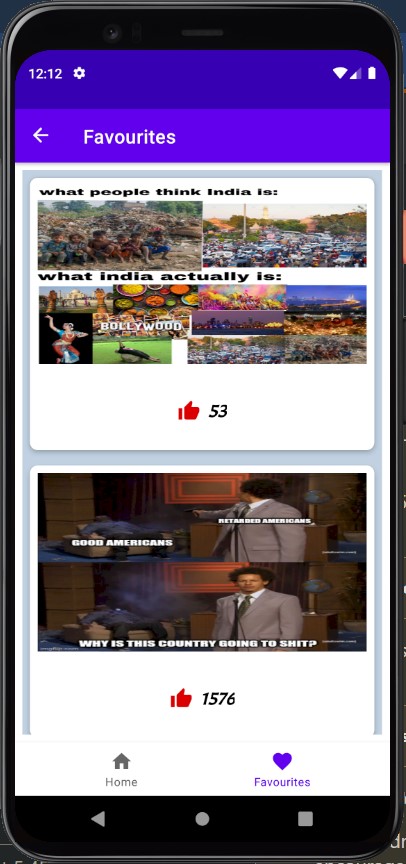 12:12
Favourites
what people think India is:
what india actually is:
BOLLYWOOD
53
RETARDED AMERICANS
GOOD AMERICANS
WHY IS THIS COUNTRY GOING TO SHIT?
1576
Home
Favourites